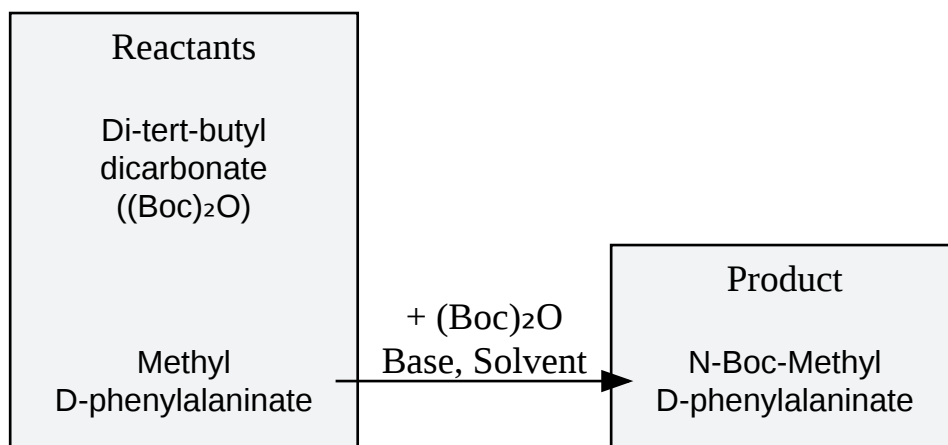 Reactants
Di-tert-butyl
dicarbonate
((Boc)₂O)
Methyl
D-phenylalaninate
+ (Boc)₂O
Base, Solvent
Product
N-Boc-Methyl
D-phenylalaninate